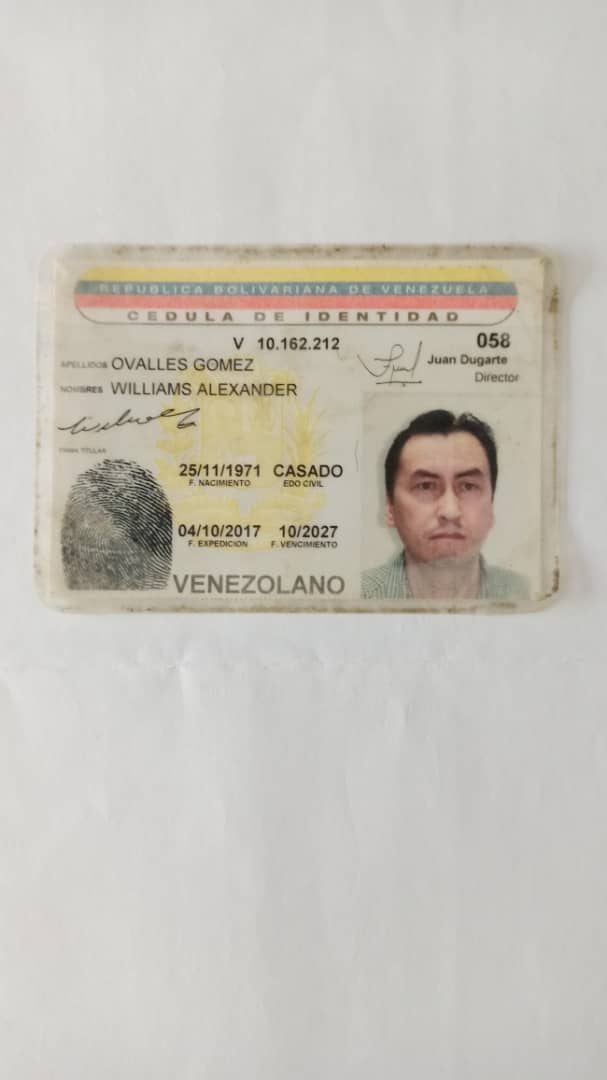 REPUBLICA BOLIVARIANA DE VENEZUELA
CEDULA DE IDENTIDAD
V 10.162.212
058
APELLIDOS OVALLES GOMEZ
Juan Dugarte
Director
NOMBRES WILLIAMS ALEXANDER
FIRMA TITULAR
25/11/1971 CASADO
F. NACIMIENTO EDO CIVIL
04/10/2017 10/2027
F. EXPEDICION F. VENCIMIENTO
VENEZOLANO